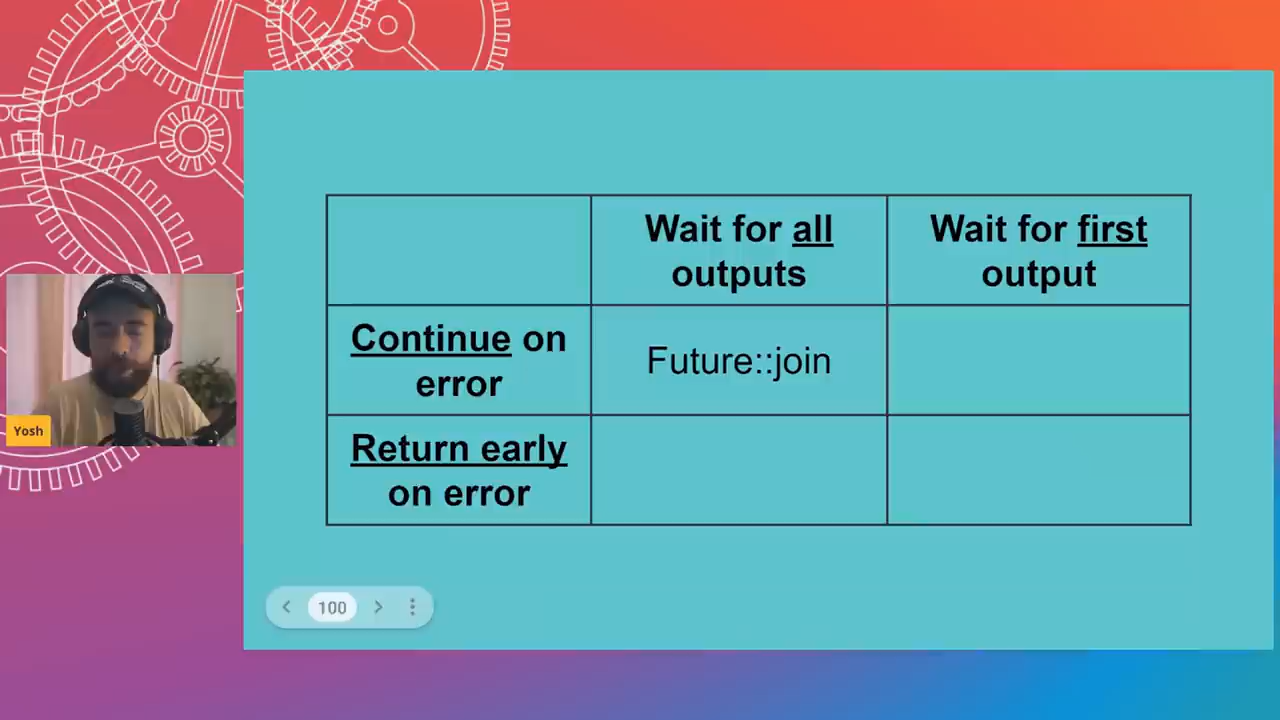 Wait for all
outputs
Wait for first
output
Continue on
error
Future::join
Return early
on error
Yosh
100